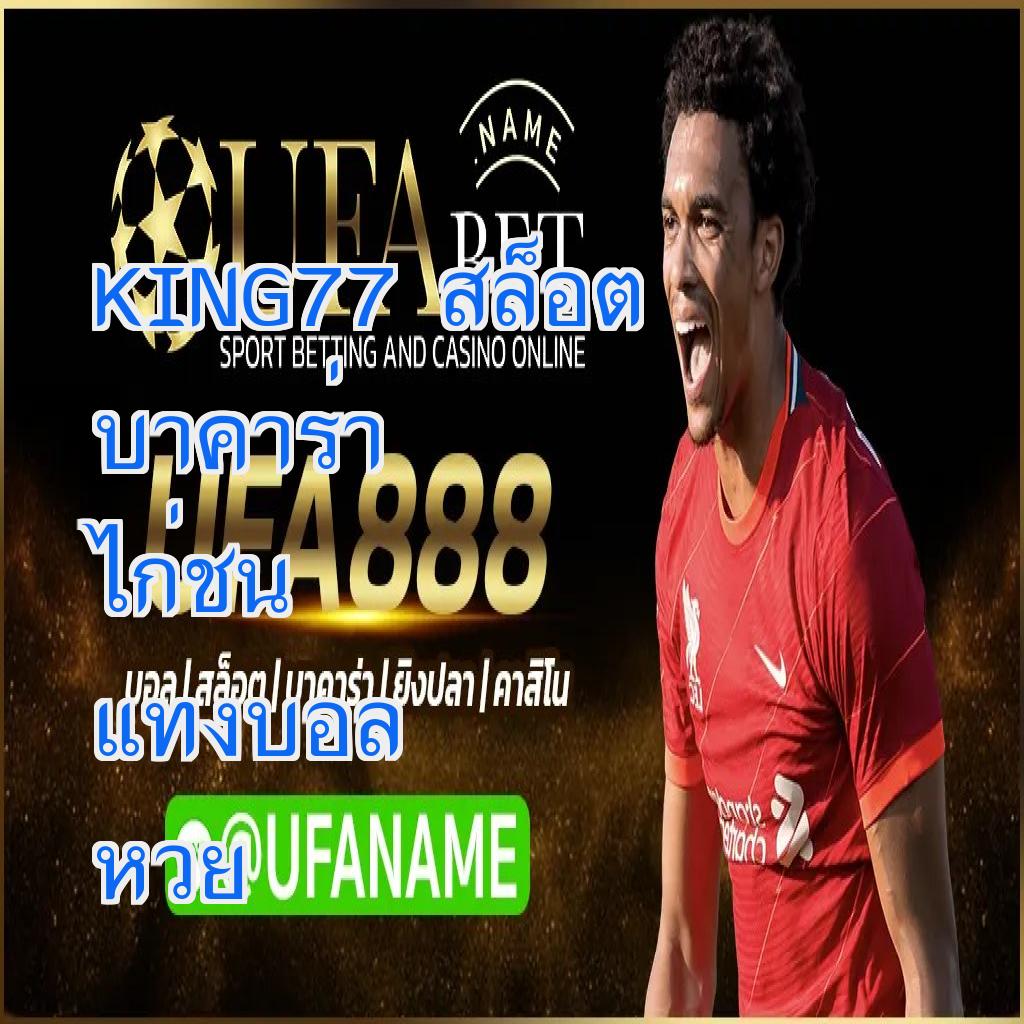 .NAME
UFA BET
KING77 สล็อต
SPORT BETTING AND CASINO ONLINE
บาคาร่า
UFA888
ไก่ชน
บอล | สล็อต | บาคาร่า | ยิงปลา | คาสิโน
แทงบอล
หวย
@UFANAME